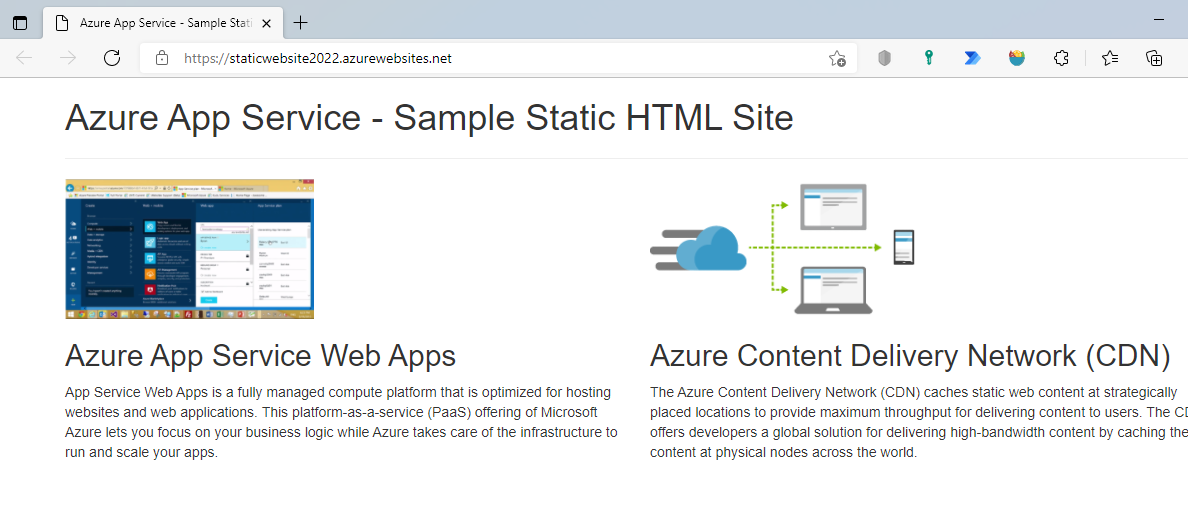 Azure App Service - Sample Stati
https://staticwebsite2022.azurewebsites.net
Azure App Service - Sample Static HTML Site
Azure App Service Web Apps
App Service Web Apps is a fully managed compute platform that is optimized for hosting
websites and web applications. This platform-as-a-service (PaaS) offering of Microsoft
Azure lets you focus on your business logic while Azure takes care of the infrastructure to
run and scale your apps.
Azure Content Delivery Network (CDN)
The Azure Content Delivery Network (CDN) caches static web content at strategically
placed locations to provide maximum throughput for delivering content to users. The CD
offers developers a global solution for delivering high-bandwidth content by caching the
content at physical nodes across the world.